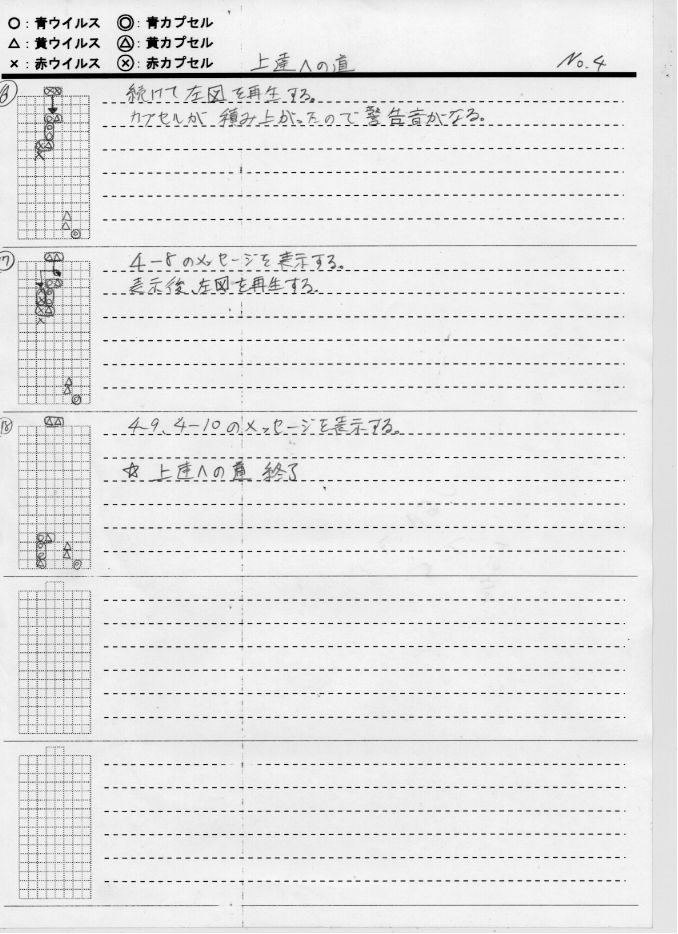 ○：青ウイルス ◎：青カプセル
△：黄ウイルス △：黄カプセル
×：赤ウイルス ⊗：赤カプセル
上達への道
No.4
続けて左図を再生する。
カプセルが積み上がったので警告音がなる。
4-8のメッセージを表示する。
表示後、左図を再生する。
4-9、4-10のメッセージを表示する。
☆ 上達への道 終了